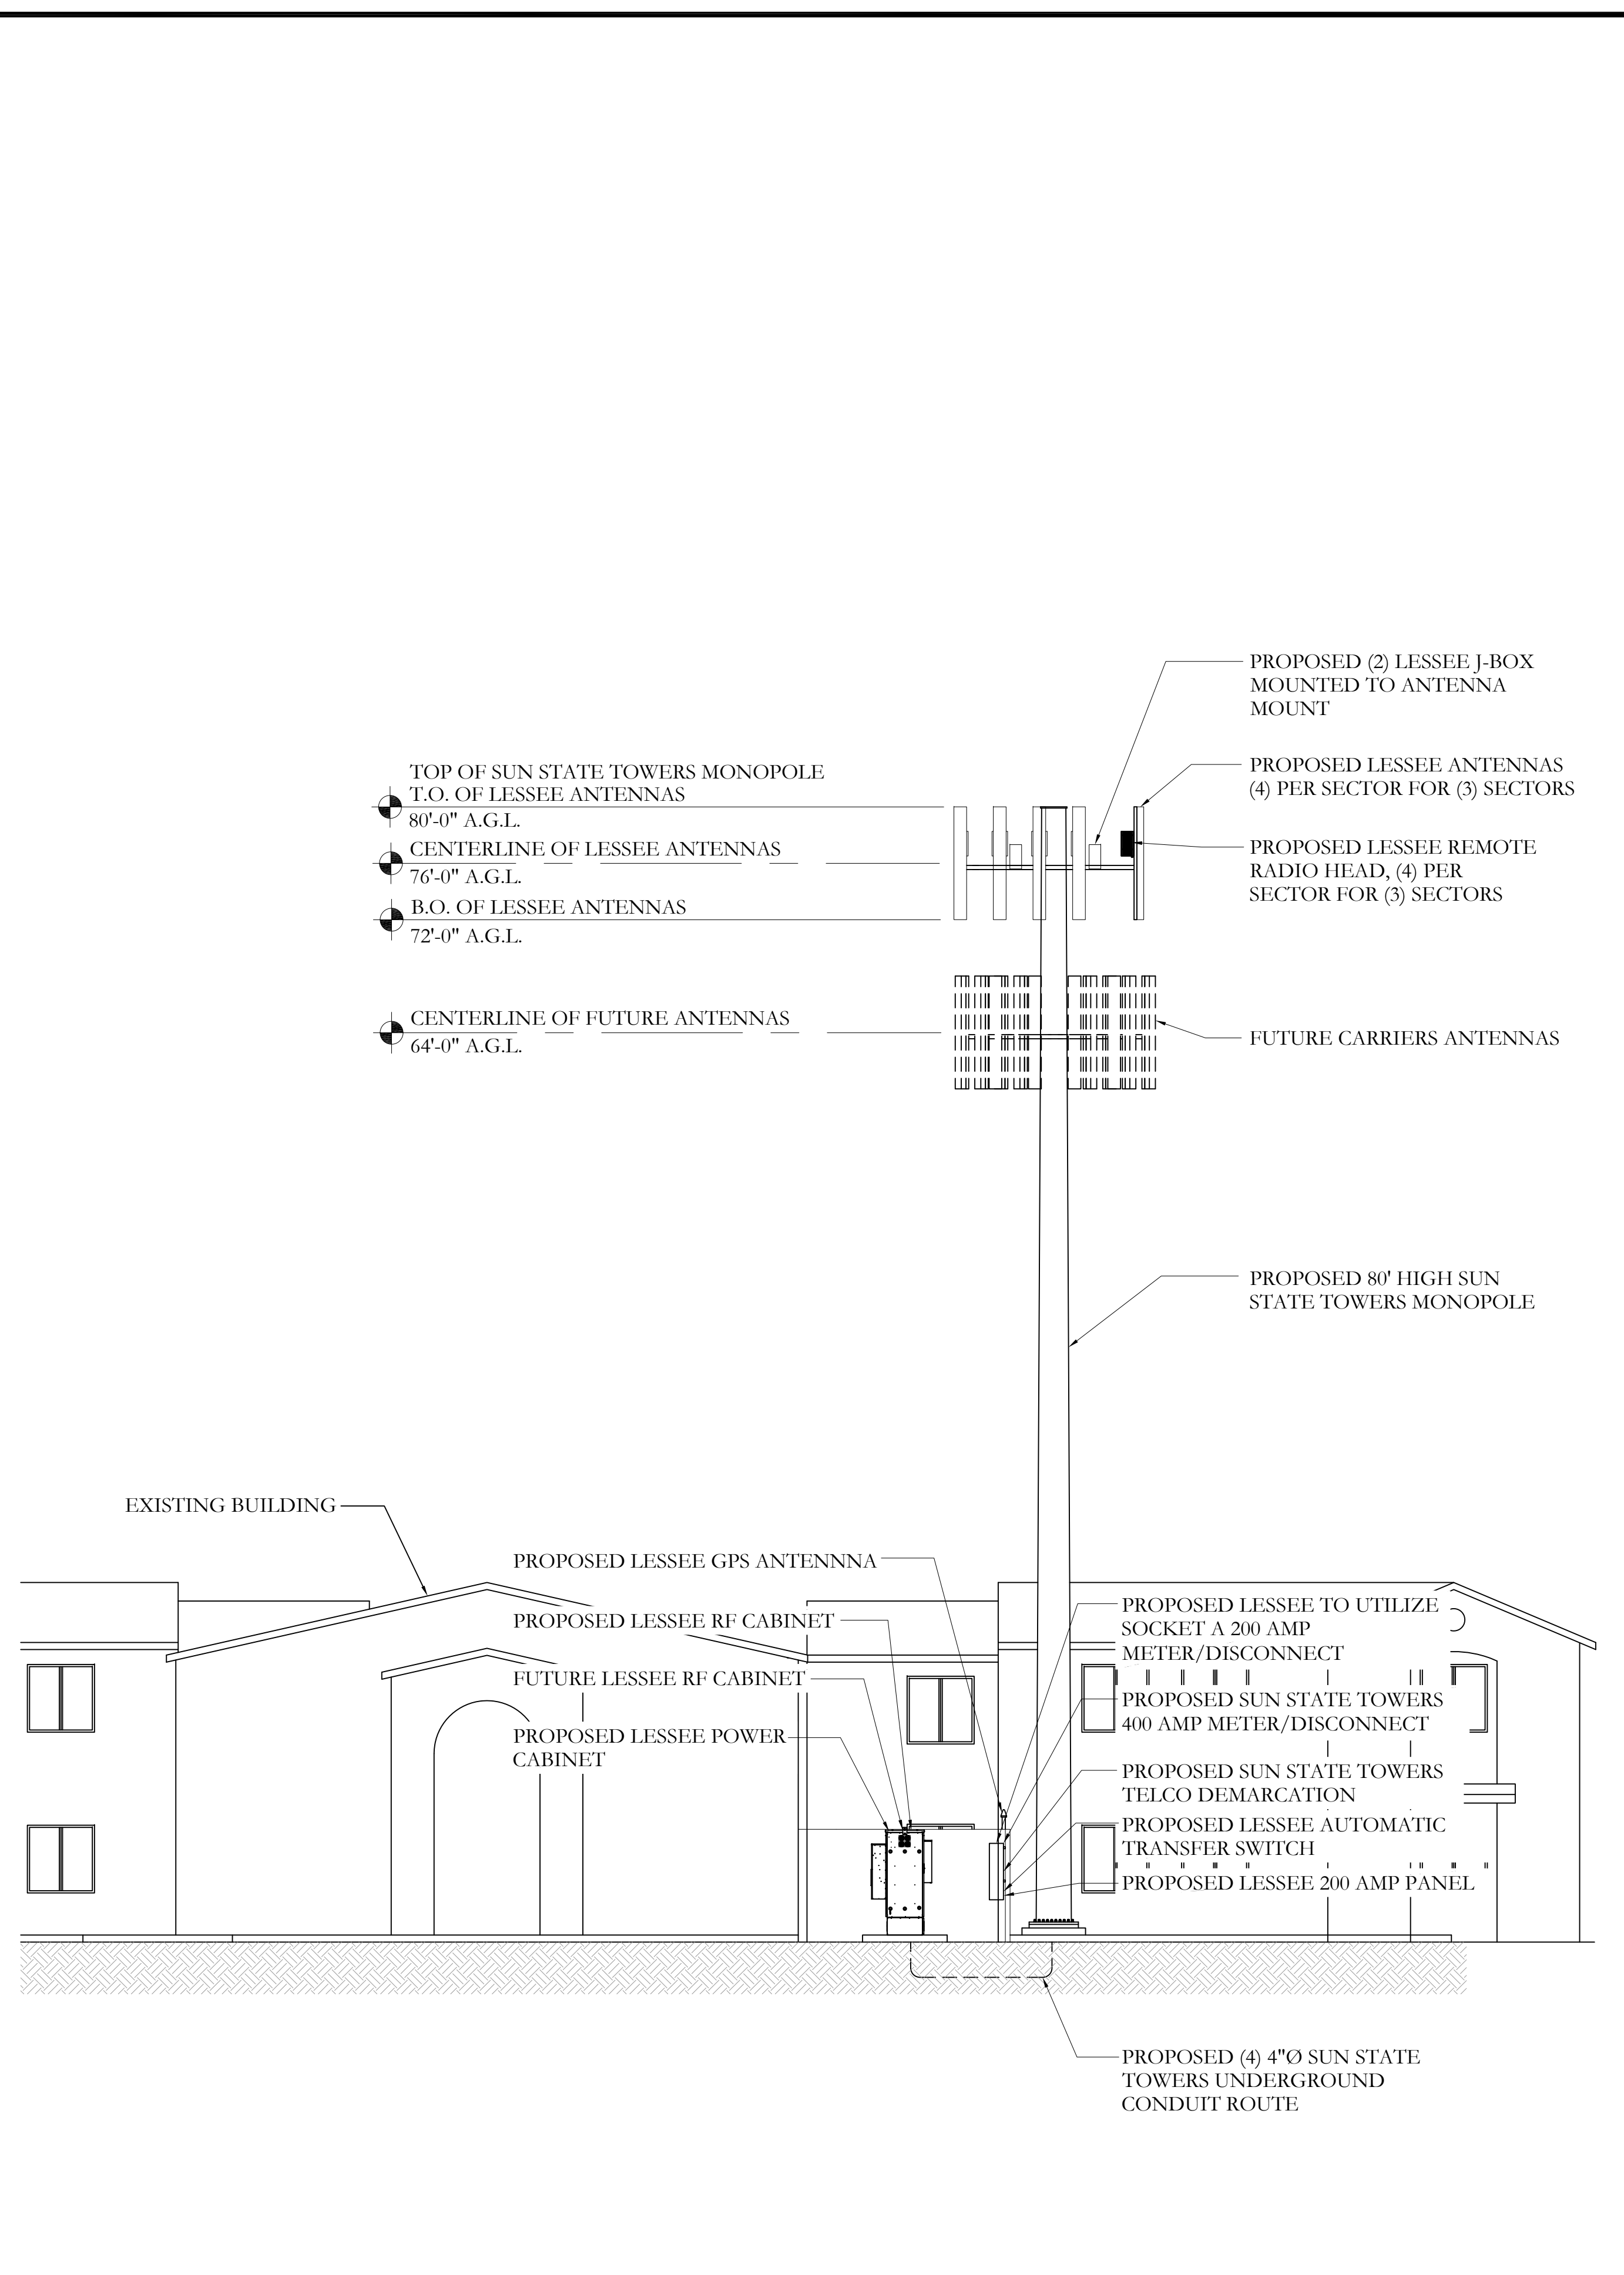 PROPOSED (2) LESSEE J-BOX
MOUNTED TO ANTENNA
MOUNT
TOP OF SUN STATE TOWERS MONOPOLE
T.O. OF LESSEE ANTENNAS
80'-0" A.G.L.
PROPOSED LESSEE ANTENNAS
(4) PER SECTOR FOR (3) SECTORS
CENTERLINE OF LESSEE ANTENNAS
76'-0" A.G.L.
PROPOSED LESSEE REMOTE
RADIO HEAD, (4) PER
SECTOR FOR (3) SECTORS
B.O. OF LESSEE ANTENNAS
72'-0" A.G.L.
CENTERLINE OF FUTURE ANTENNAS
64'-0" A.G.L.
FUTURE CARRIERS ANTENNAS
PROPOSED 80' HIGH SUN
STATE TOWERS MONOPOLE
EXISTING BUILDING
PROPOSED LESSEE GPS ANTENNNA
PROPOSED LESSEE RF CABINET
FUTURE LESSEE RF CABINET
PROPOSED LESSEE POWER
CABINET
PROPOSED LESSEE TO UTILIZE
SOCKET A 200 AMP
METER/DISCONNECT
PROPOSED SUN STATE TOWERS
400 AMP METER/DISCONNECT
PROPOSED SUN STATE TOWERS
TELCO DEMARCATION
PROPOSED LESSEE AUTOMATIC
TRANSFER SWITCH
PROPOSED LESSEE 200 AMP PANEL
PROPOSED (4) 4"Ø SUN STATE
TOWERS UNDERGROUND
CONDUIT ROUTE